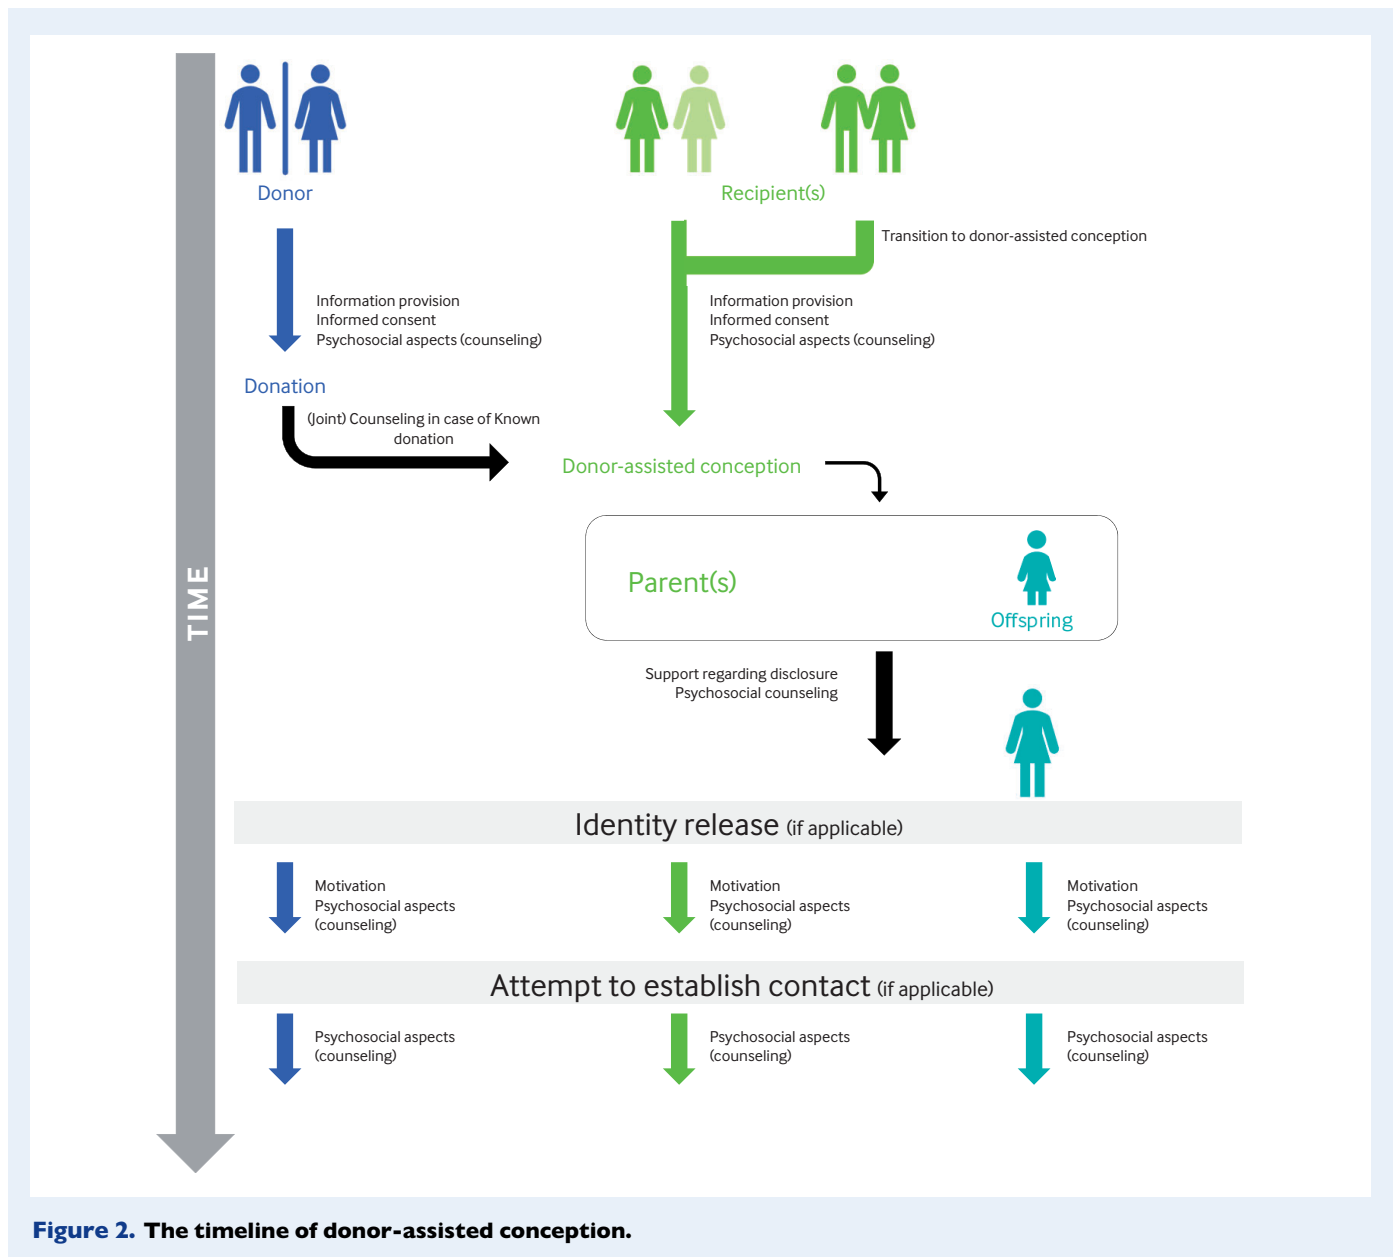 Donor
Recipient(s)
Transition to donor-assisted conception
Information provision
Informed consent
Psychosocial aspects (counseling)
Information provision
Informed consent
Psychosocial aspects (counseling)
Donation
(Joint) Counseling in case of Known
donation
Donor-assisted conception
Parent(s)
Offspring
TIME
Support regarding disclosure
Psychosocial counseling
Identity release (if applicable)
Motivation
Psychosocial aspects
(counseling)
Motivation
Psychosocial aspects
(counseling)
Motivation
Psychosocial aspects
(counseling)
Attempt to establish contact (if applicable)
Psychosocial aspects
(counseling)
Psychosocial aspects
(counseling)
Psychosocial aspects
(counseling)
Figure 2. The timeline of donor-assisted conception.